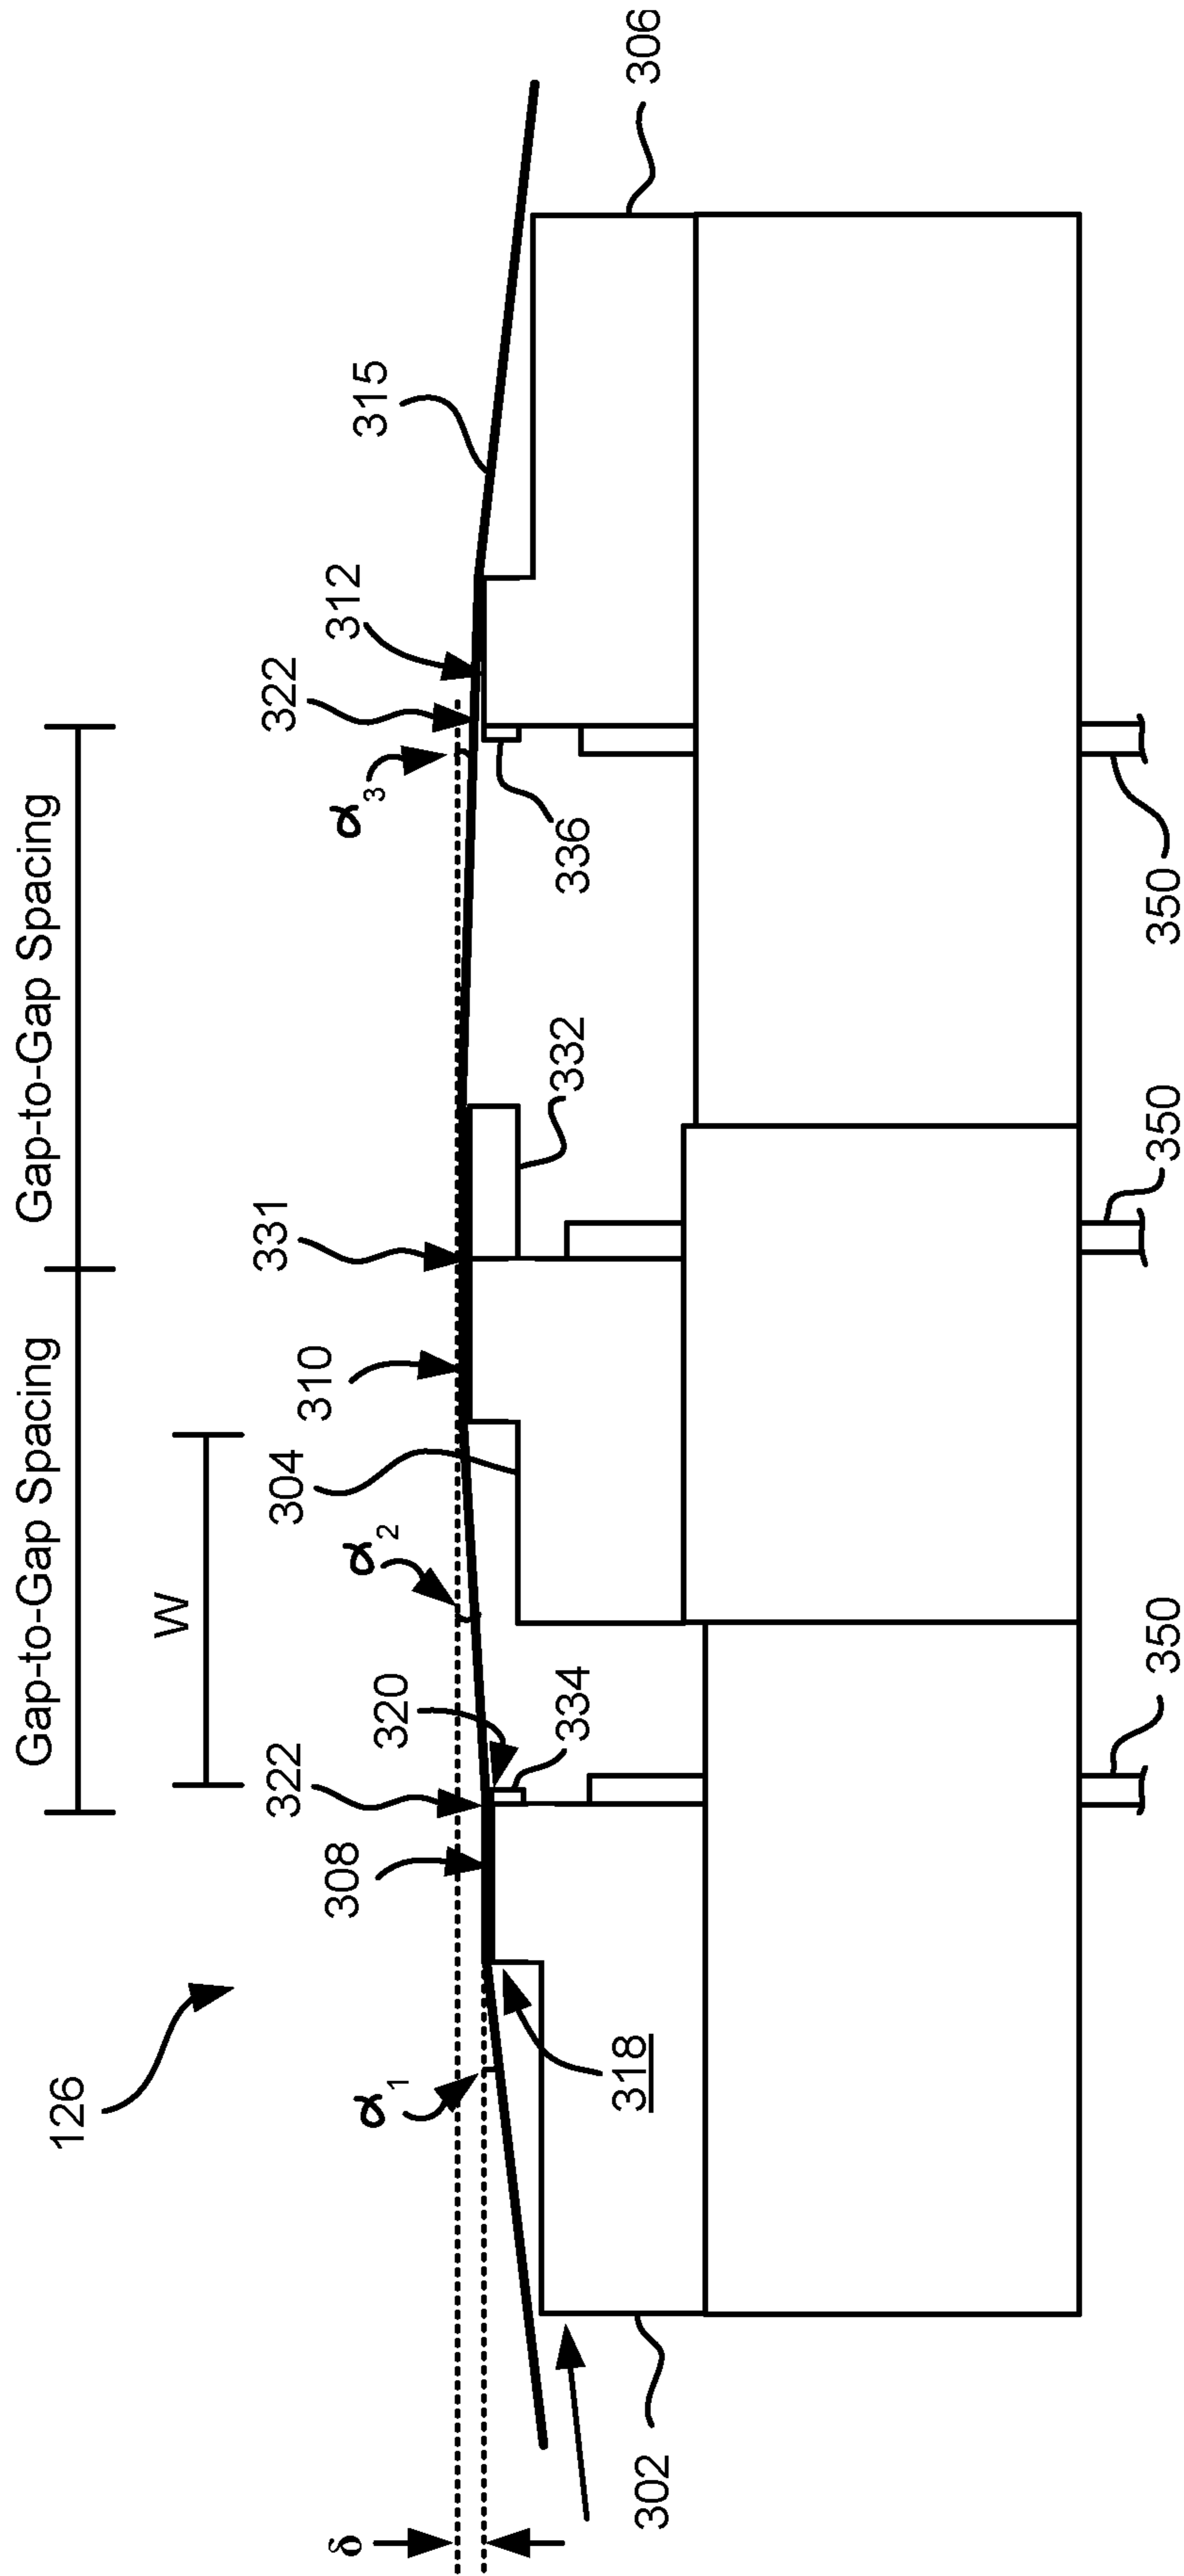 Gap-to-Gap Spacing
Gap-to-Gap Spacing
W
126
δ
α1
308
322
320
334
α2
304
310
331
332
α3
322
312
336
315
306
318
302
350
350
350